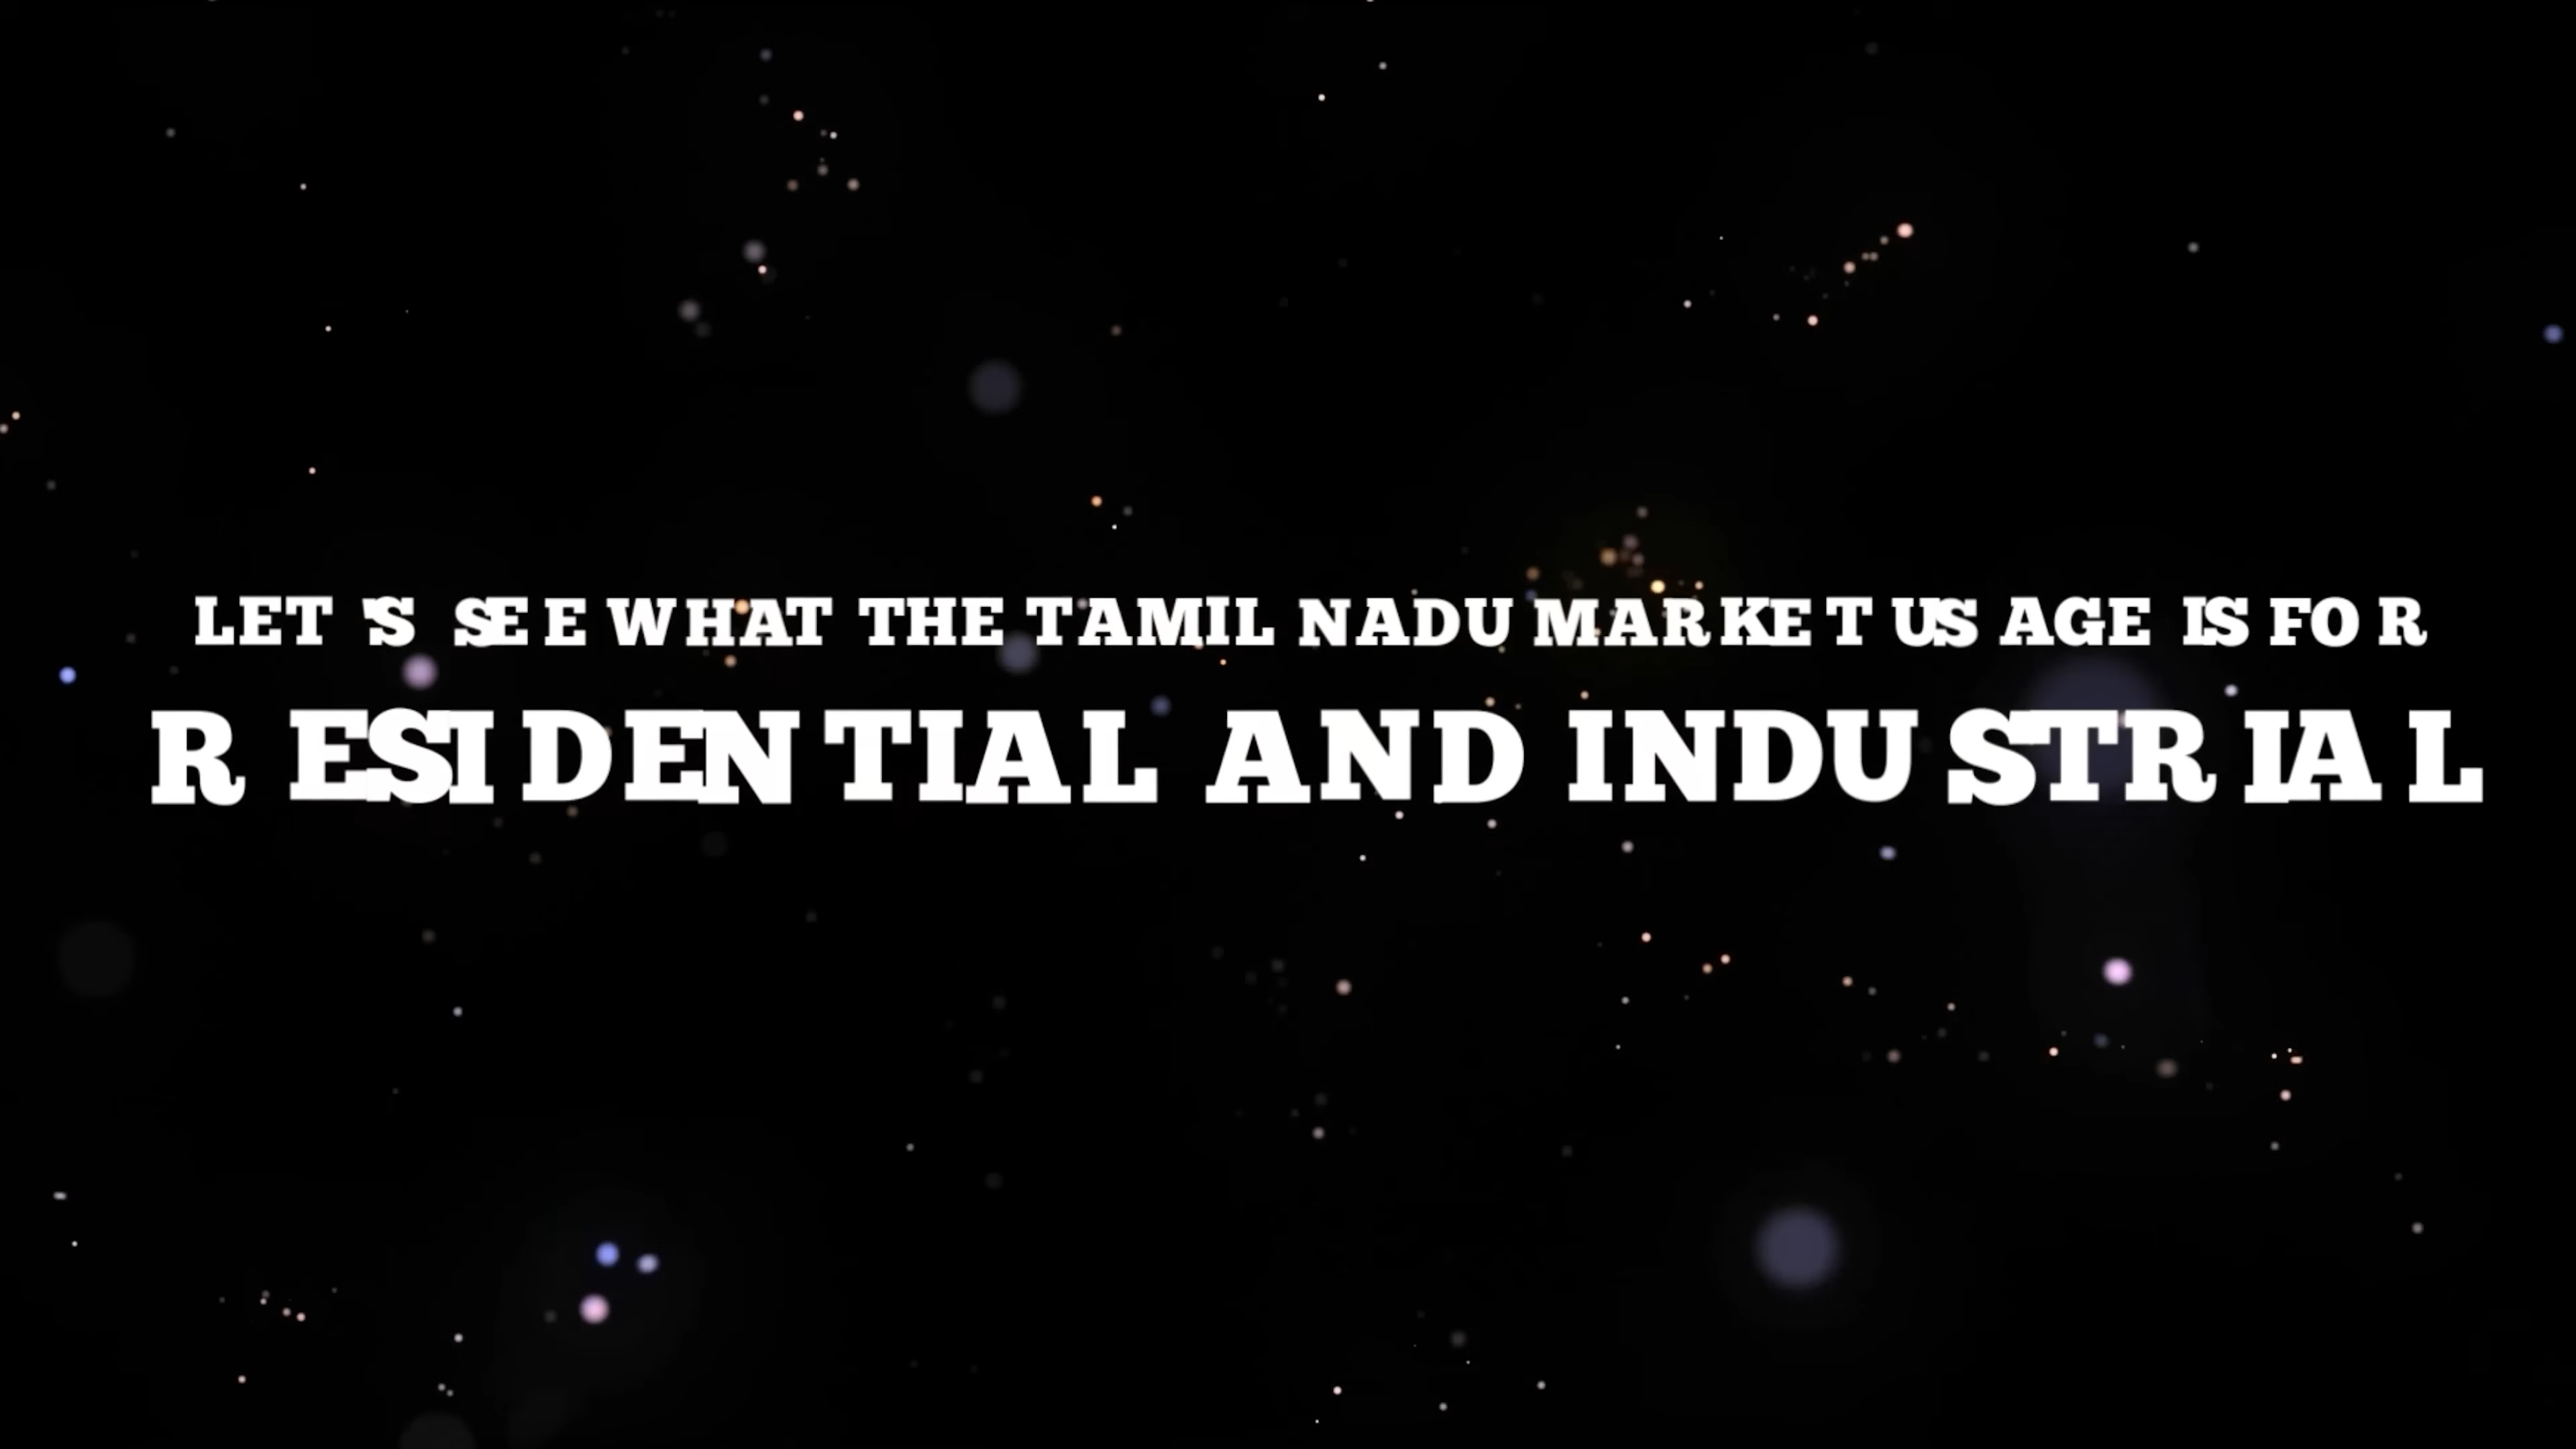 LET'S SEE WHAT THE TAMIL NADU MARKET USAGE IS FOR
RESIDENTIAL AND INDUSTRIAL